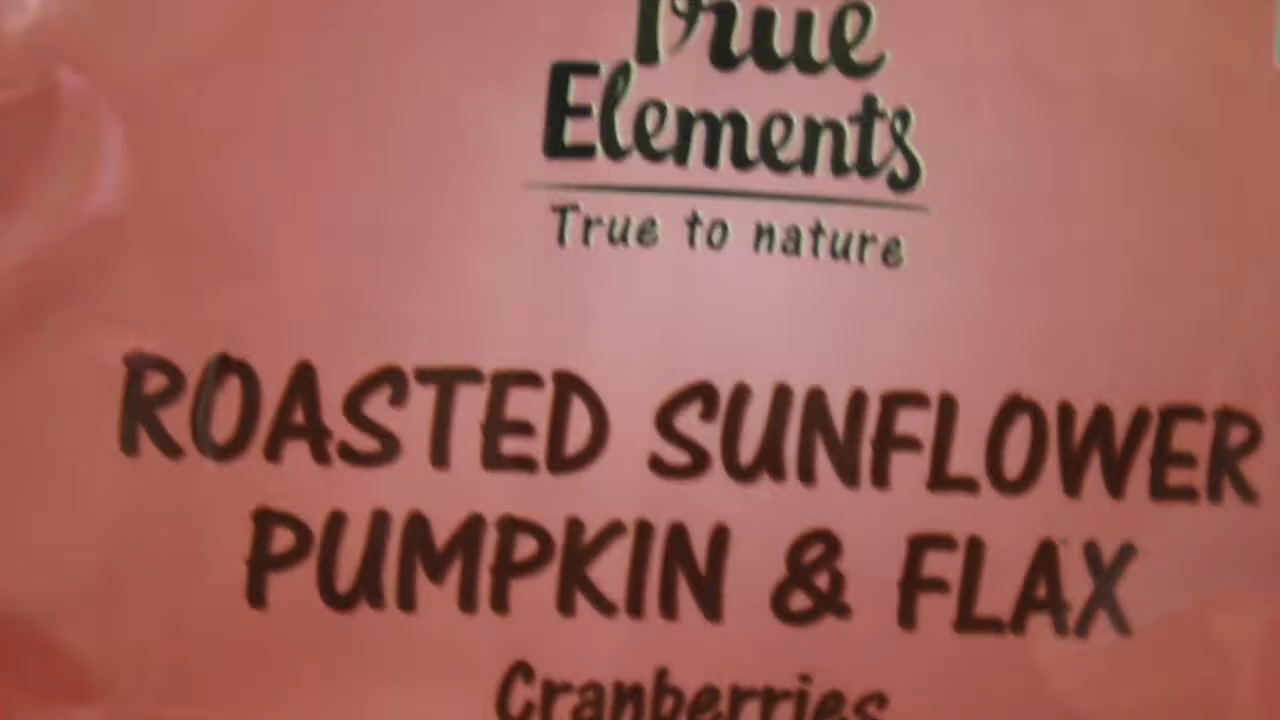 True
Elements
True to nature
ROASTED SUNFLOWER
PUMPKIN & FLAX
Cranberries